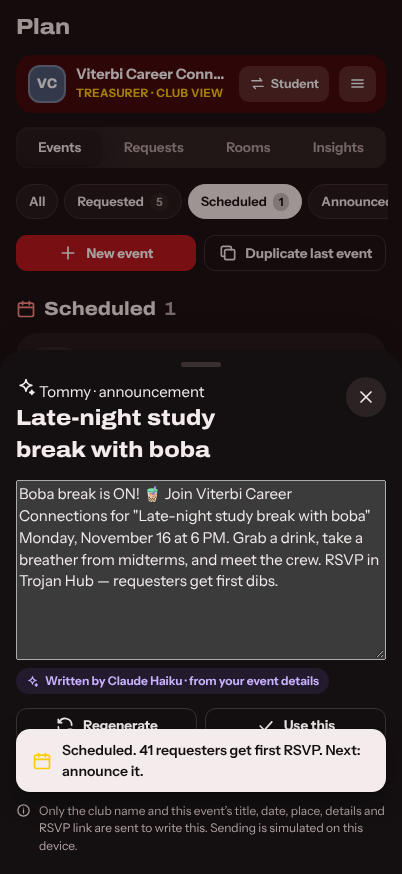 Plan
VC
Viterbi Career Conn...
TREASURER · CLUB VIEW
Student
Events
Requests
Rooms
Insights
All
Requested 5
Scheduled 1
Announced
New event
Duplicate last event
Scheduled 1
Tommy · announcement
Late-night study
break with boba
Boba break is ON! 🧋 Join Viterbi Career
Connections for "Late-night study break with boba"
Monday, November 16 at 6 PM. Grab a drink, take a
breather from midterms, and meet the crew. RSVP in
Trojan Hub — requesters get first dibs.
Written by Claude Haiku · from your event details
Regenerate
Use this
Scheduled. 41 requesters get first RSVP. Next:
announce it.
Only the club name and this event's title, date, place, details and
RSVP link are sent to write this. Sending is simulated on this
device.